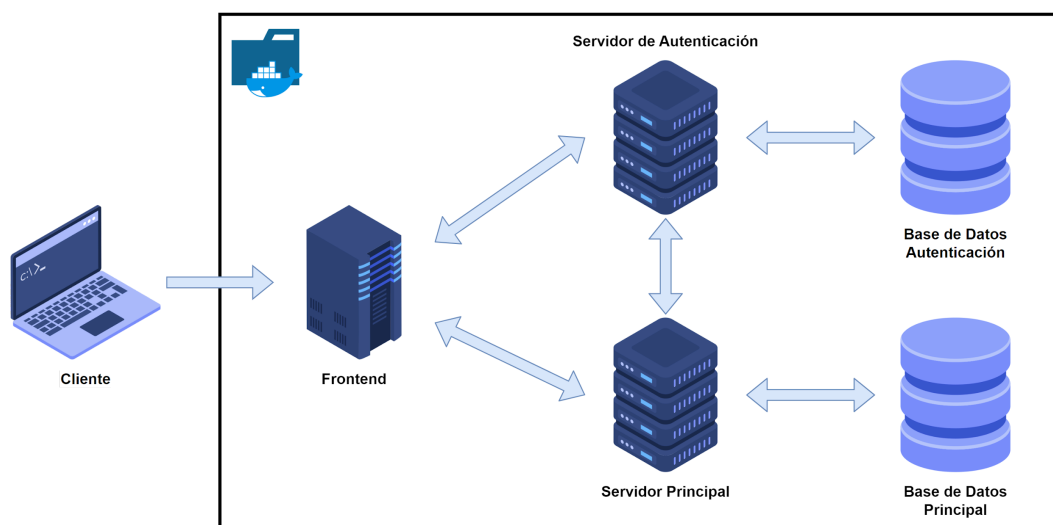 Servidor de Autenticación
C:\>_
Cliente
Frontend
Base de Datos
Autenticación
Servidor Principal
Base de Datos
Principal